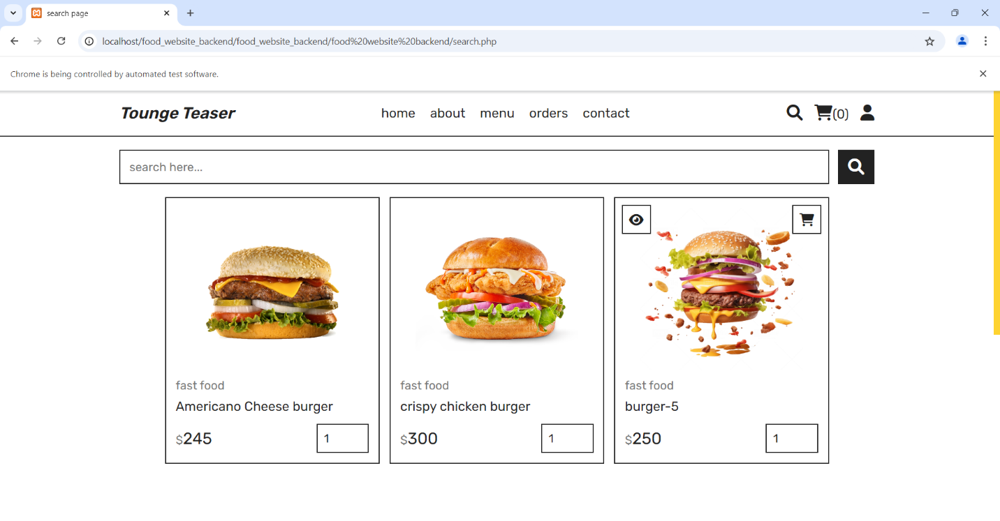 search page
localhost/food_website_backend/food_website_backend/food%20website%20backend/search.php
Chrome is being controlled by automated test software.
Tounge Teaser home about menu orders contact (0)
search here...
fast food fast food fast food
Americano Cheese burger crispy chicken burger burger-5
$245 1 $300 1 $250 1